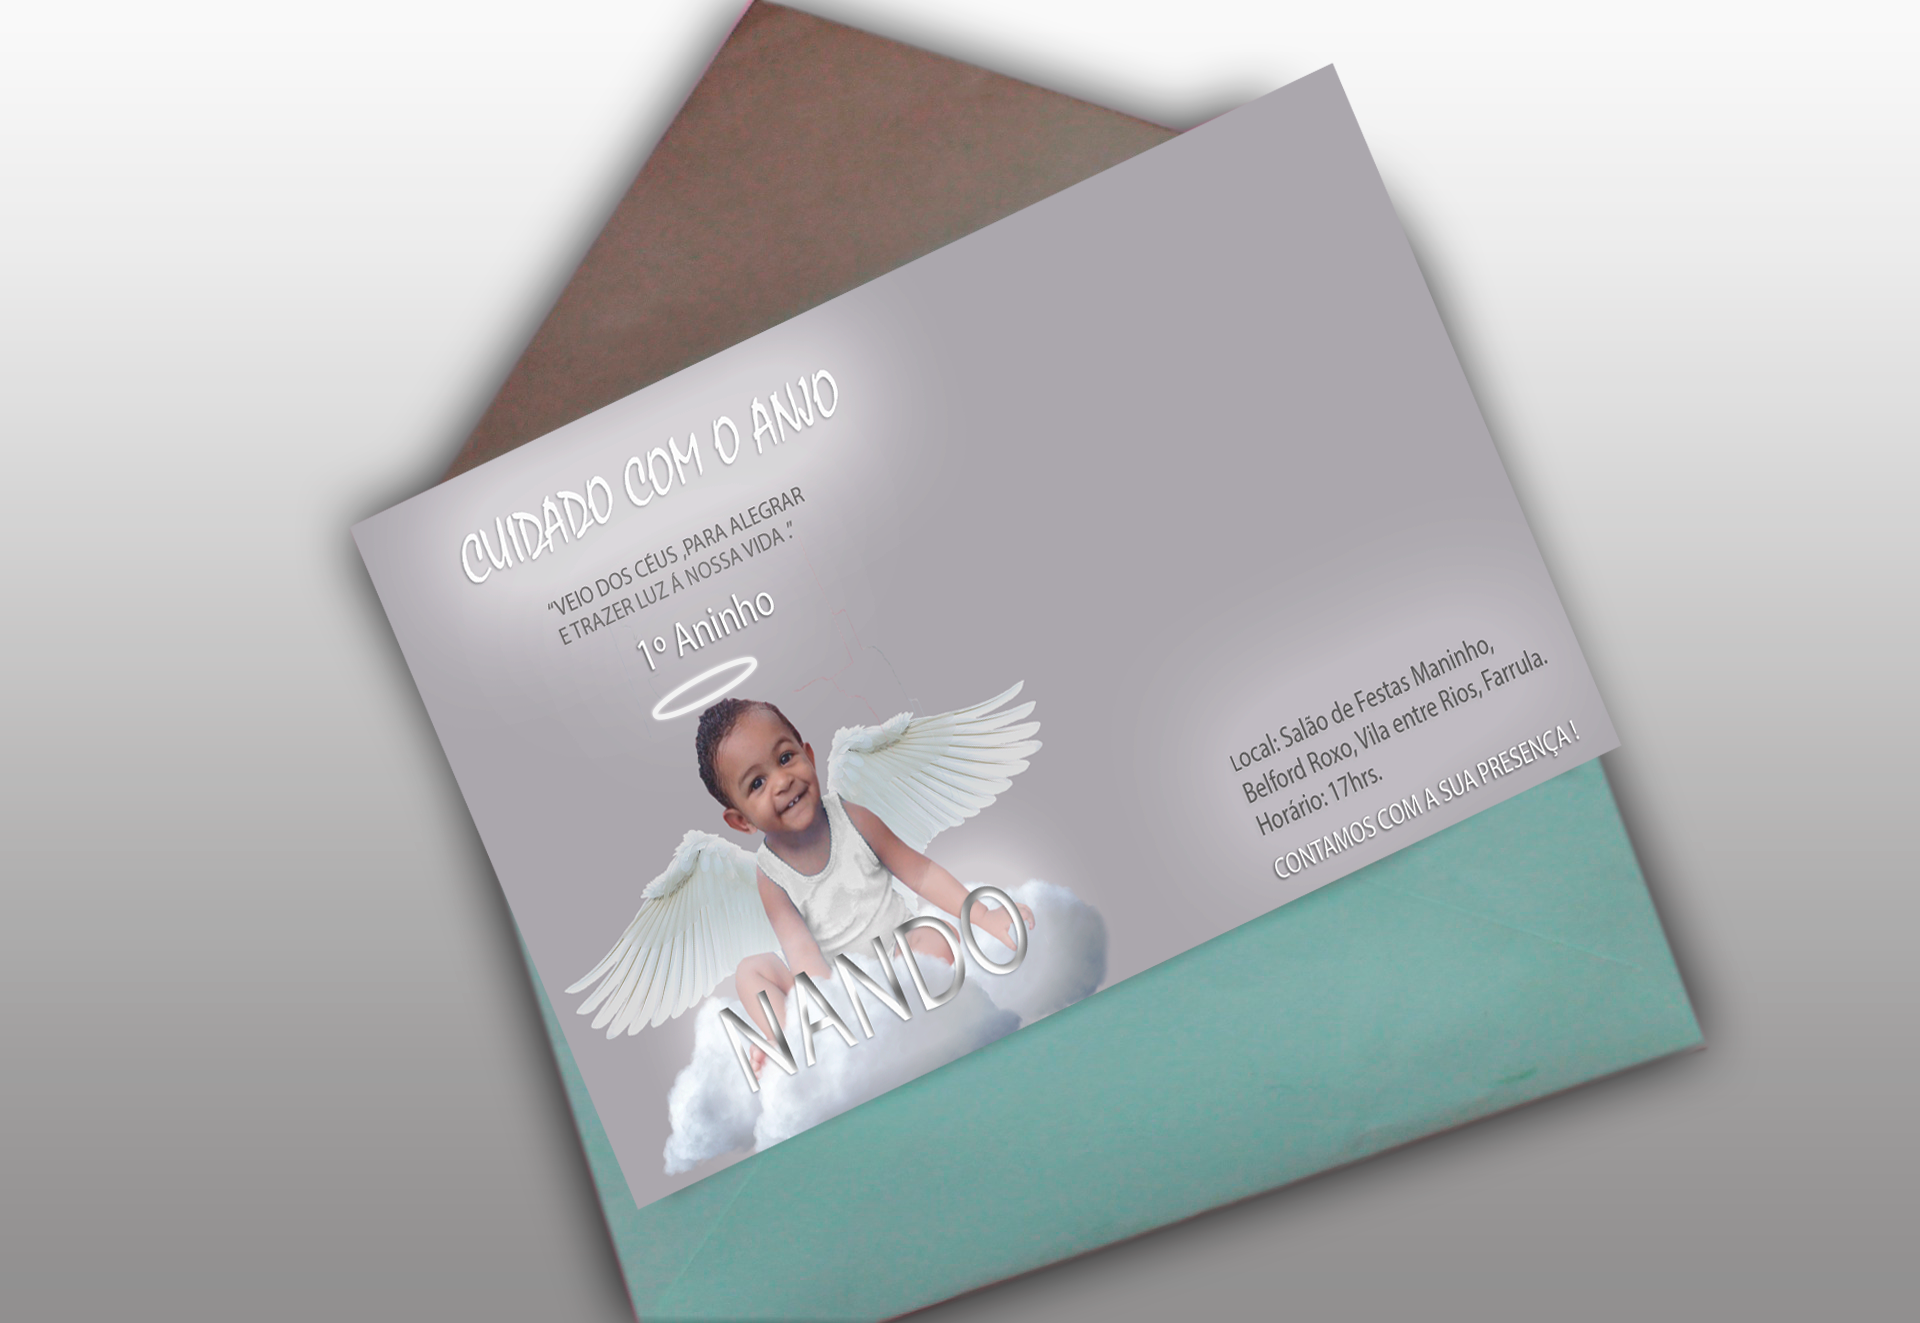 CUIDADO COM O ANJO
“VEIO DOS CÉUS ,PARA ALEGRAR
E TRAZER LUZ Á NOSSA VIDA .”
1º Aninho
NANDO
Local: Salão de Festas Maninho,
Belford Roxo, Vila entre Rios, Farrula.
Horário: 17hrs.
CONTAMOS COM A SUA PRESENÇA !